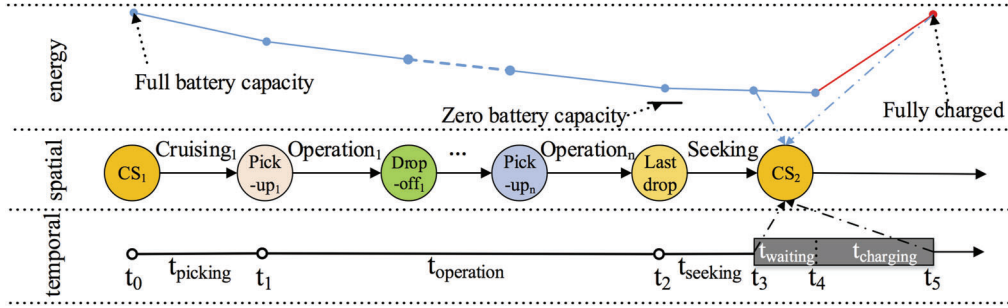 energy
Full battery capacity
Zero battery capacity
Fully charged
spatial
CS1
Cruising1
Pick
-up1
Operation1
Drop
-off1
...
Pick
-upn
Operationn
Last
drop
Seeking
CS2
temporal
t0
tpicking
t1
toperation
t2
tseeking
t3
twaiting
t4
tcharging
t5